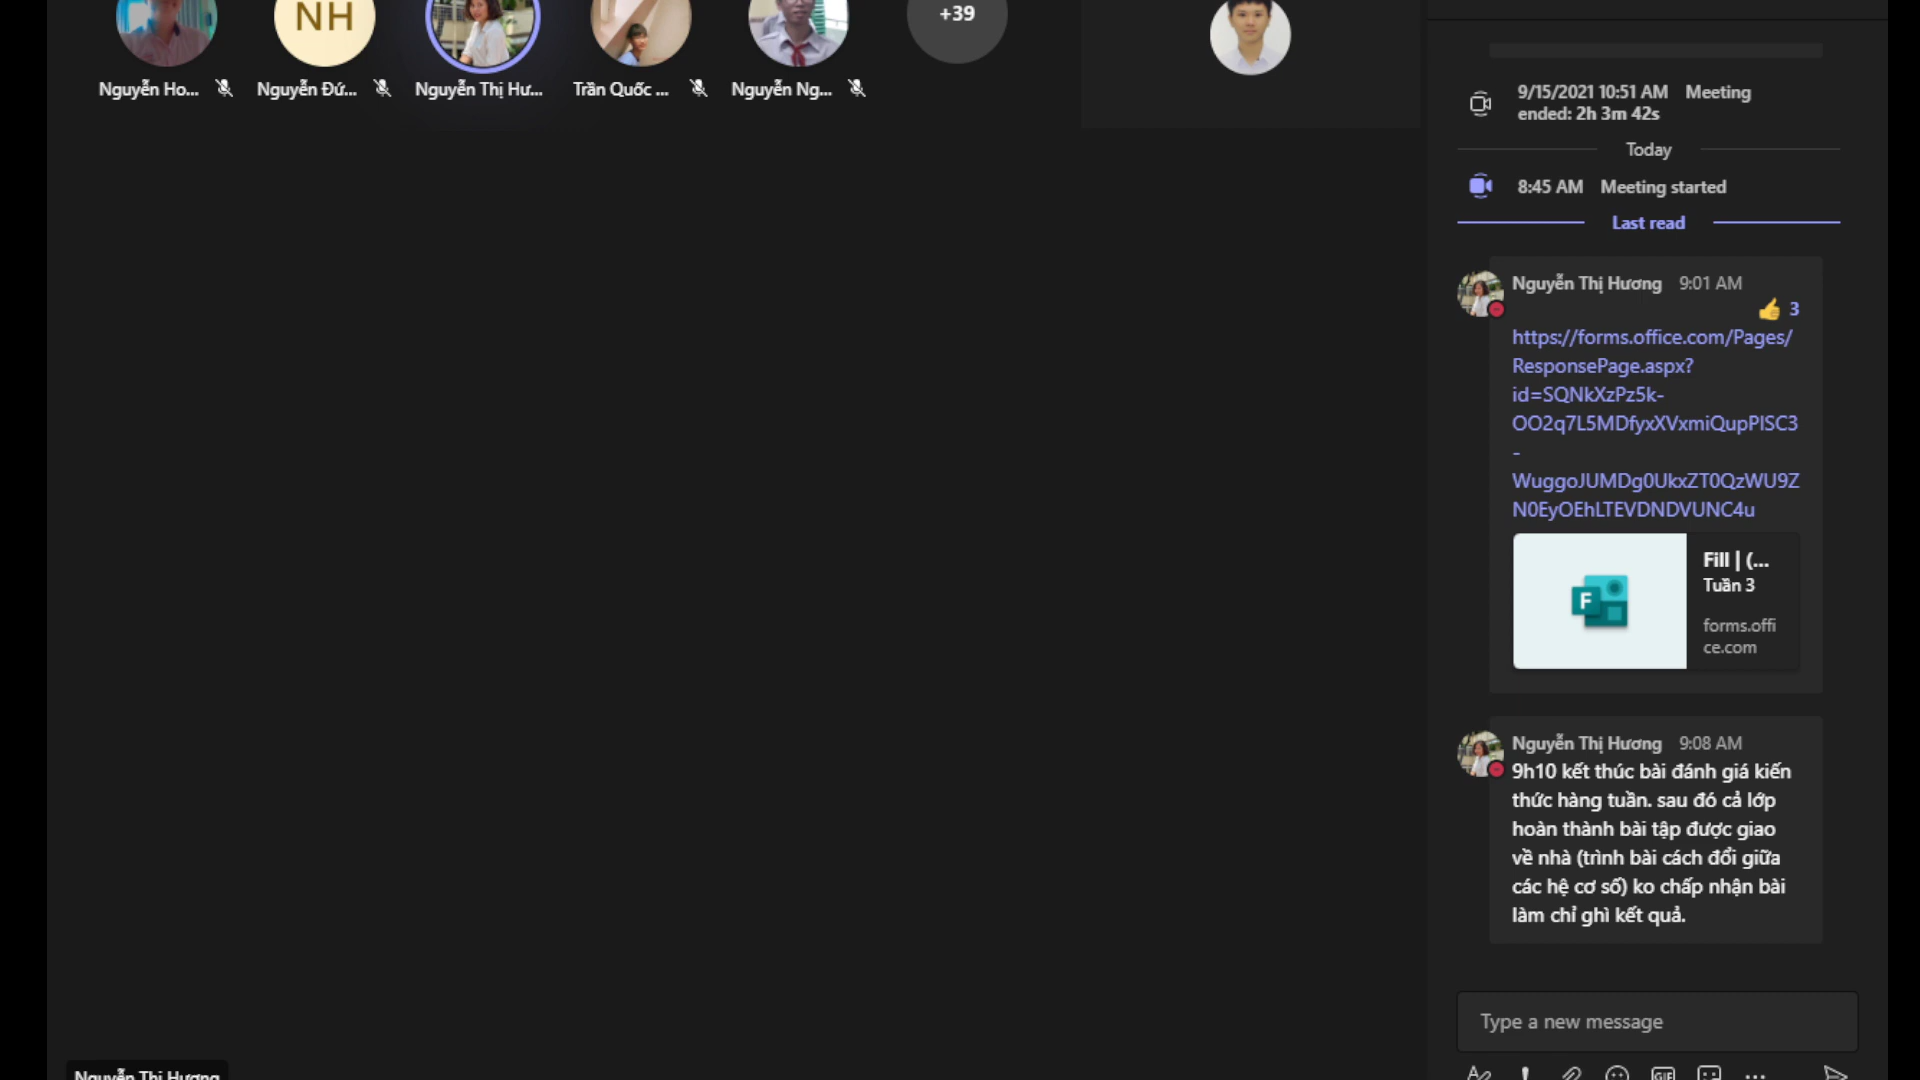 NH
+39
Nguyễn Ho...
Nguyễn Đứ...
Nguyễn Thị Hư...
Trần Quốc ...
Nguyễn Ng...
9/15/2021 10:51 AM Meeting
ended: 2h 3m 42s
Today
8:45 AM Meeting started
Last read
Nguyễn Thị Hương 9:01 AM
👍 3
https://forms.office.com/Pages/
ResponsePage.aspx?
id=SQNkXzPz5k-
OO2q7L5MDfyxXVxmiQupPlSC3
-
WuggoJUMDg0UkxZT0QzWU9Z
N0EyOEhLTEVDNDVUNC4u
F
Fill | (...
Tuần 3
forms.offi
ce.com
Nguyễn Thị Hương 9:08 AM
9h10 kết thúc bài đánh giá kiến
thức hàng tuần. sau đó cả lớp
hoàn thành bài tập được giao
về nhà (trình bài cách đổi giữa
các hệ cơ số) ko chấp nhận bài
làm chỉ ghì kết quả.
Type a new message
GIF
Nguyễn Thị Hương